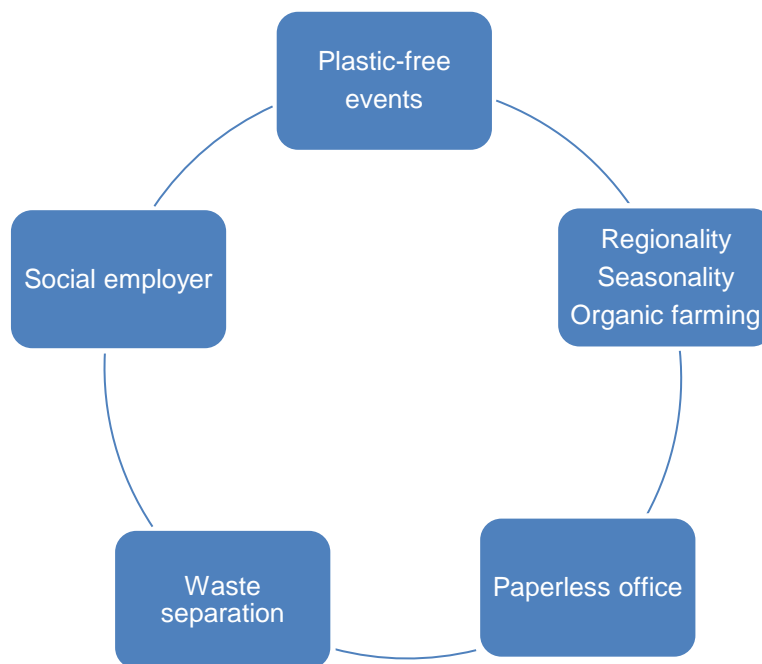 Plastic-free
events
Regionality
Seasonality
Organic farming
Social employer
Waste
separation
Paperless office